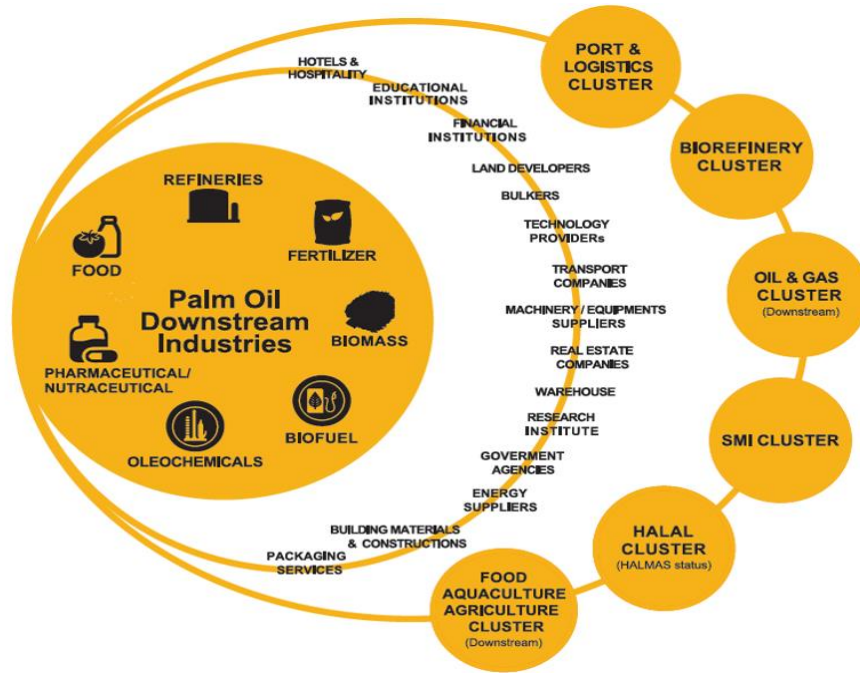 PORT &
LOGISTICS
CLUSTER
BIOREFINERY
CLUSTER
OIL & GAS
CLUSTER
(Downstream)
SMI CLUSTER
HALAL
CLUSTER
(HALMAS status)
FOOD
AQUACULTURE
AGRICULTURE
CLUSTER
(Downstream)
HOTELS &
HOSPITALITY
EDUCATIONAL
INSTITUTIONS
FINANCIAL
INSTITUTIONS
LAND DEVELOPERS
BULKERS
TECHNOLOGY
PROVIDERs
TRANSPORT
COMPANIES
MACHINERY / EQUIPMENTS
SUPPLIERS
REAL ESTATE
COMPANIES
WAREHOUSE
RESEARCH
INSTITUTE
GOVERMENT
AGENCIES
ENERGY
SUPPLIERS
BUILDING MATERIALS
& CONSTRUCTIONS
PACKAGING
SERVICES
REFINERIES
FOOD
FERTILIZER
Palm Oil
Downstream
Industries
BIOMASS
PHARMACEUTICAL/
NUTRACEUTICAL
BIOFUEL
OLEOCHEMICALS